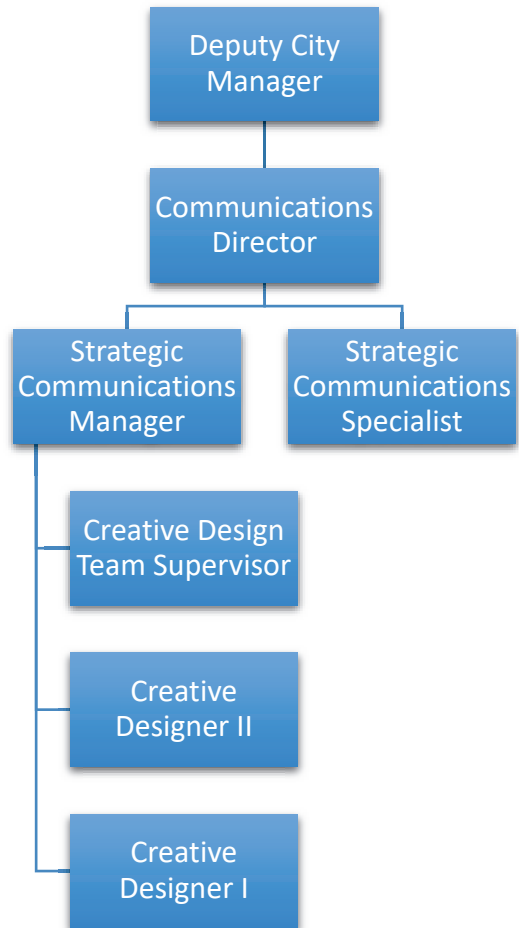 Deputy City
Manager
Communications
Director
Strategic
Communications
Manager
Strategic
Communications
Specialist
Creative Design
Team Supervisor
Creative
Designer II
Creative
Designer I